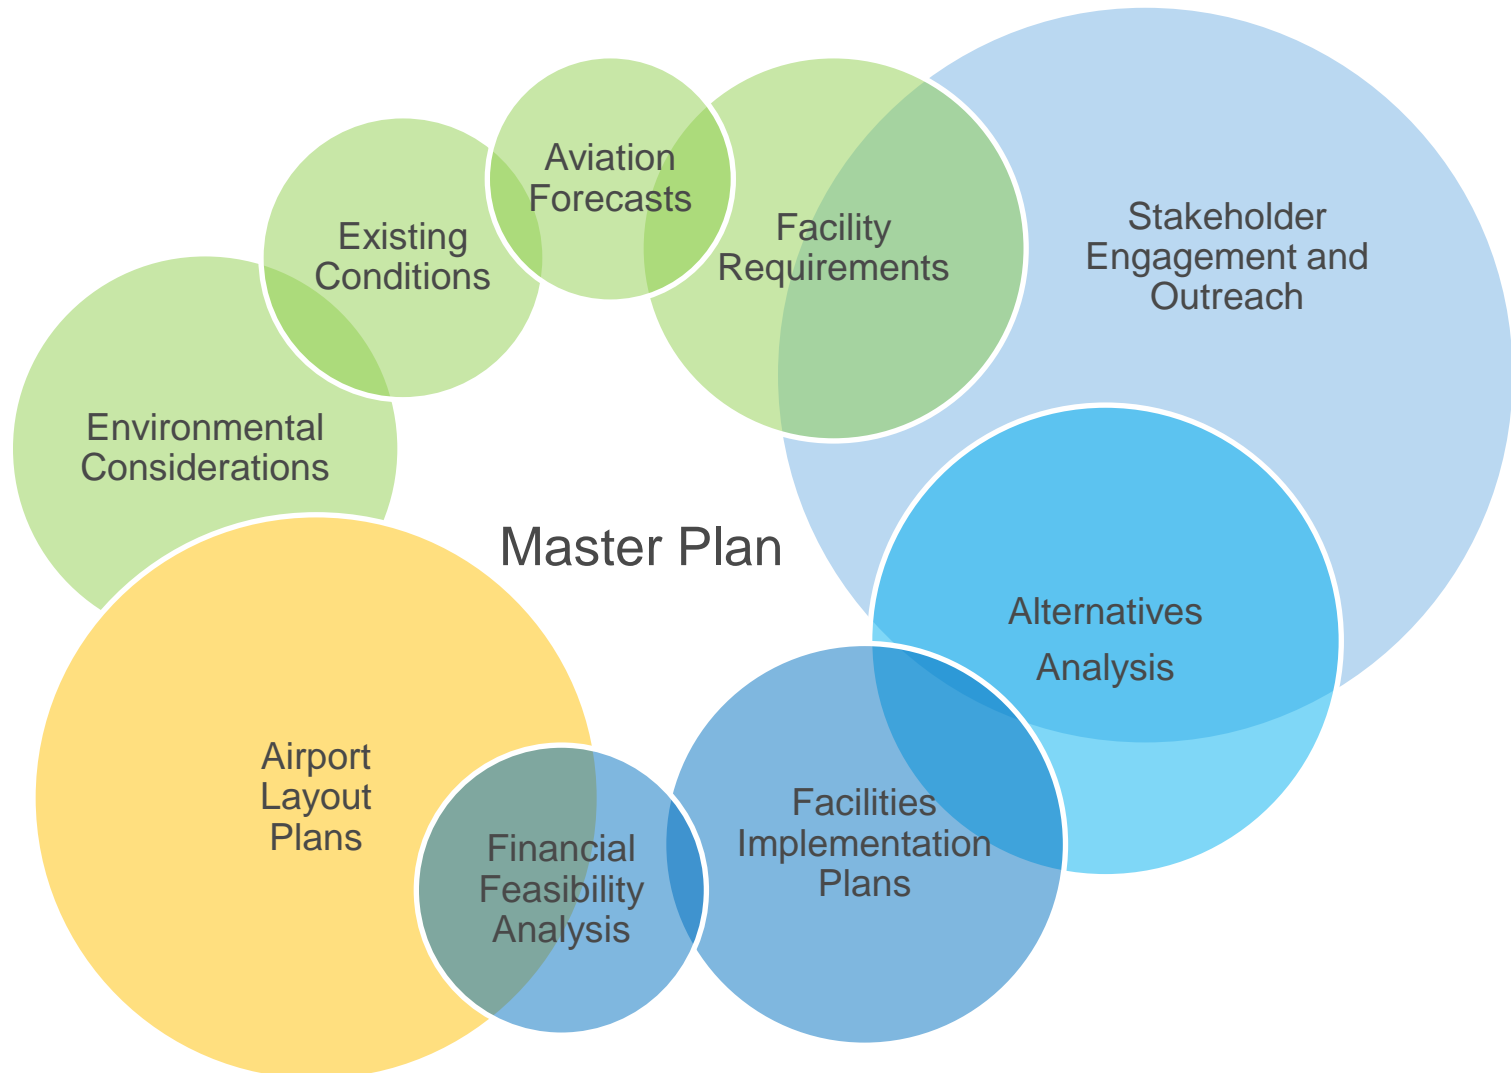 Aviation
Forecasts
Existing
Conditions
Facility
Requirements
Stakeholder
Engagement and
Outreach
Environmental
Considerations
Master Plan
Alternatives
Analysis
Airport
Layout
Plans
Financial
Feasibility
Analysis
Facilities
Implementation
Plans